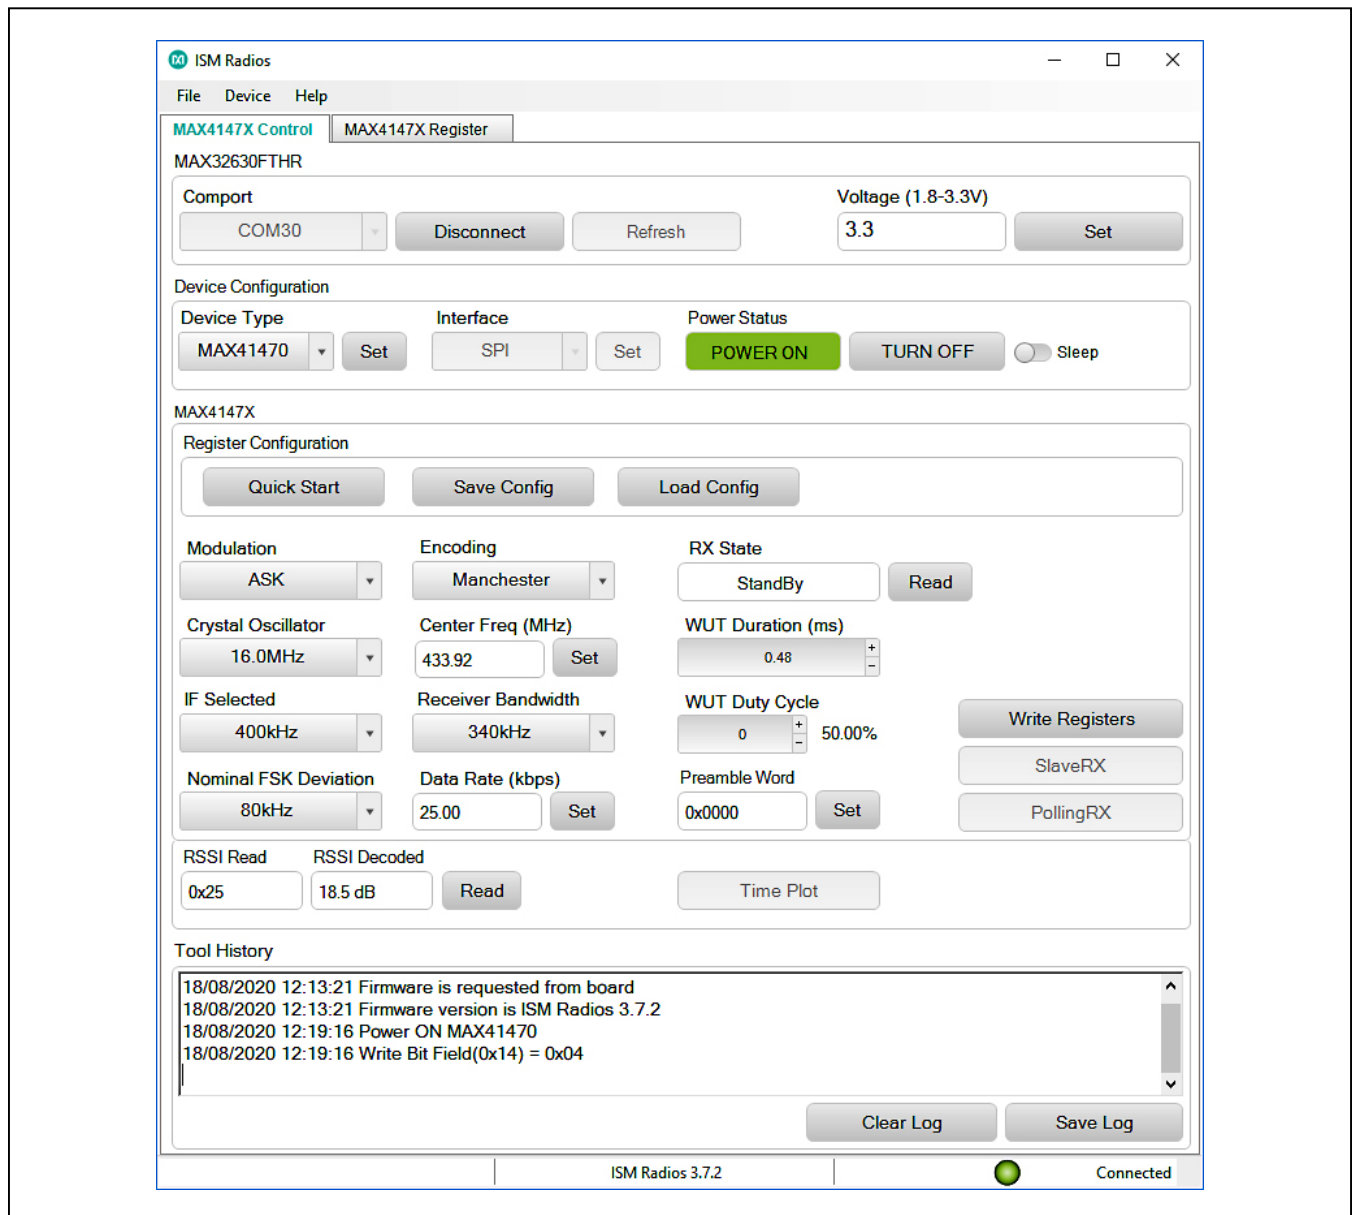 ISM Radios
File Device Help
MAX4147X Control MAX4147X Register
MAX32630FTHR
Comport Voltage (1.8-3.3V)
COM30 Disconnect Refresh 3.3 Set
Device Configuration
Device Type Interface Power Status
MAX41470 Set SPI Set POWER ON TURN OFF Sleep
MAX4147X
Register Configuration
Quick Start Save Config Load Config
Modulation Encoding RX State
ASK Manchester StandBy Read
Crystal Oscillator Center Freq (MHz) WUT Duration (ms)
16.0MHz 433.92 Set 0.48 + -
IF Selected Receiver Bandwidth WUT Duty Cycle
400kHz 340kHz 0 + - 50.00% Write Registers
SlaveRX
Nominal FSK Deviation Data Rate (kbps) Preamble Word
80kHz 25.00 Set 0x0000 Set PollingRX
RSSI Read RSSI Decoded
0x25 18.5 dB Read Time Plot
Tool History
18/08/2020 12:13:21 Firmware is requested from board
18/08/2020 12:13:21 Firmware version is ISM Radios 3.7.2
18/08/2020 12:19:16 Power ON MAX41470
18/08/2020 12:19:16 Write Bit Field(0x14) = 0x04
Clear Log Save Log
ISM Radios 3.7.2 Connected